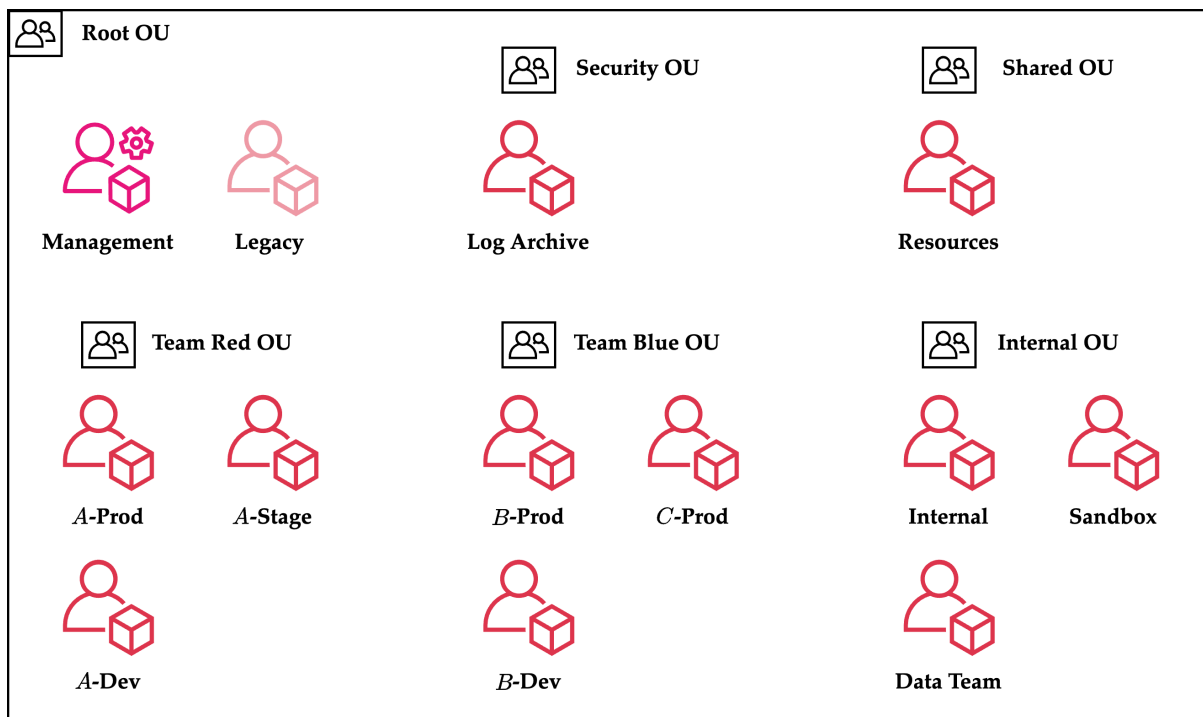 Root OU
Security OU
Shared OU
Management
Legacy
Log Archive
Resources
Team Red OU
Team Blue OU
Internal OU
A-Prod
A-Stage
B-Prod
C-Prod
Internal
Sandbox
A-Dev
B-Dev
Data Team